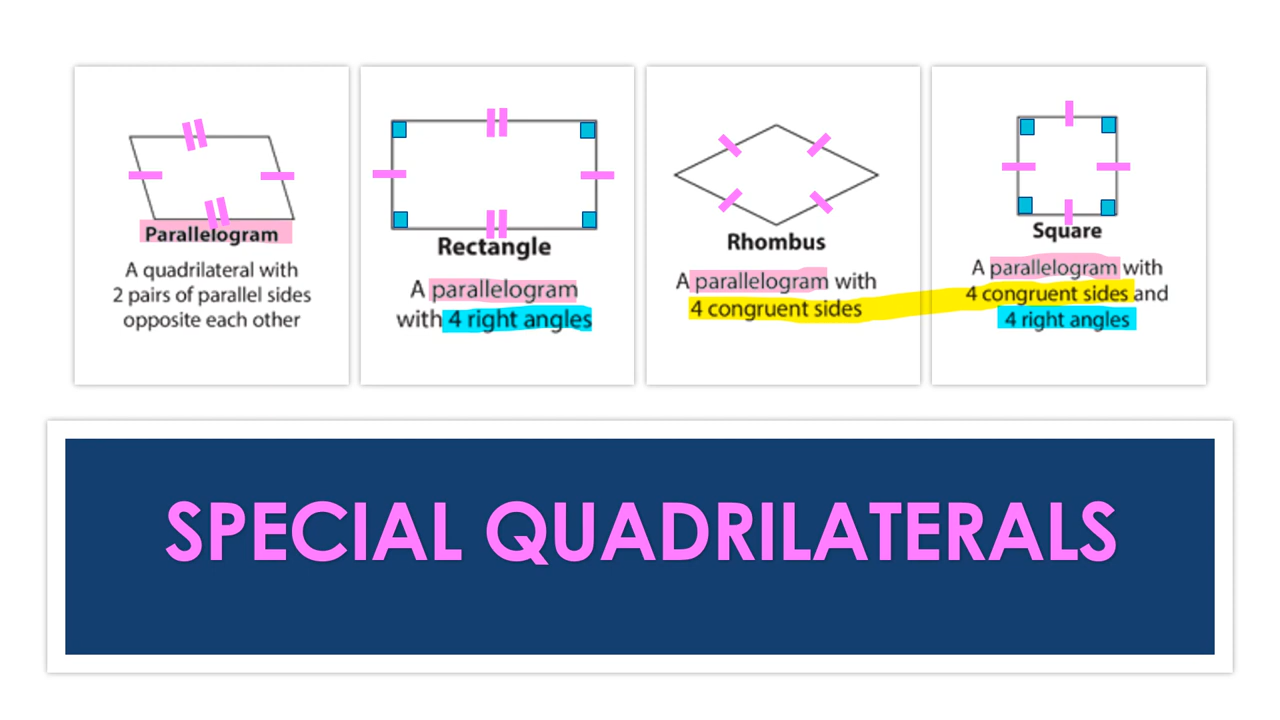 Parallelogram
A quadrilateral with
2 pairs of parallel sides
opposite each other
Rectangle
A parallelogram
with 4 right angles
Rhombus
A parallelogram with
4 congruent sides
Square
A parallelogram with
4 congruent sides and
4 right angles
SPECIAL QUADRILATERALS